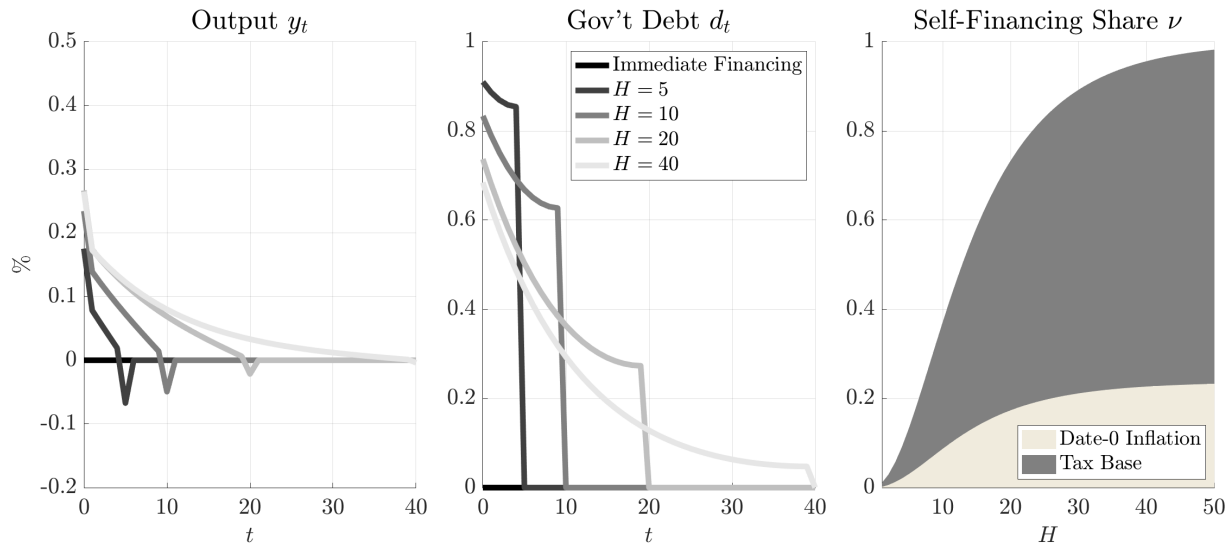 Output y_t
0.5
0.4
0.3
0.2
0.1
0
-0.1
-0.2
%
0 10 20 30 40
t
Gov't Debt d_t
1
0.8
0.6
0.4
0.2
0
0 10 20 30 40
t
Immediate Financing
H = 5
H = 10
H = 20
H = 40
Self-Financing Share ν
1
0.8
0.6
0.4
0.2
0
10 20 30 40 50
H
Date-0 Inflation
Tax Base